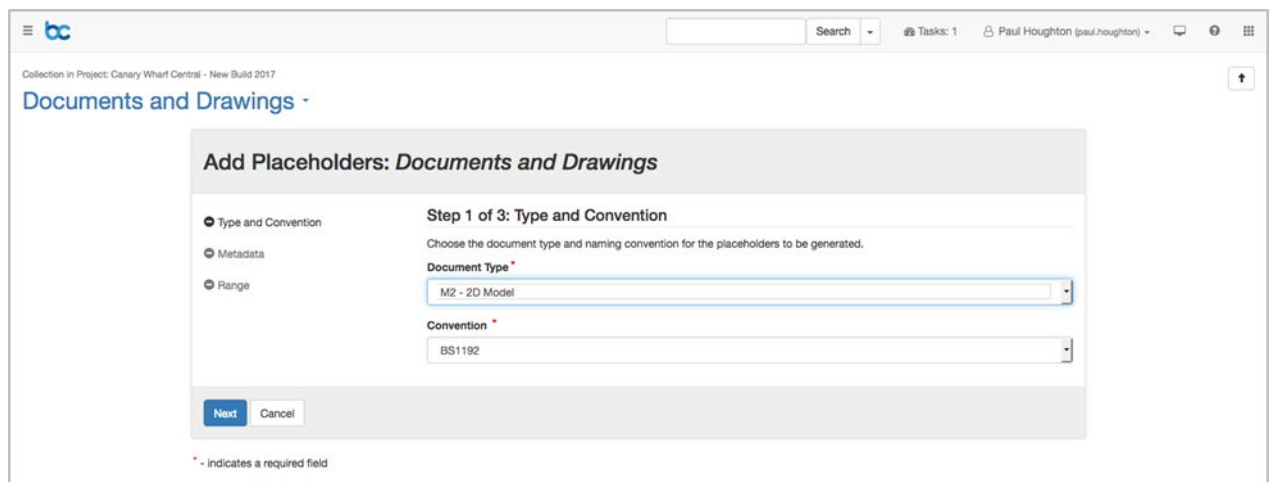 bc
Search
Tasks: 1
Paul Houghton (paul.houghton)
Collection in Project: Canary Wharf Central - New Build 2017
Documents and Drawings
Add Placeholders: Documents and Drawings
Type and Convention
Metadata
Range
Step 1 of 3: Type and Convention
Choose the document type and naming convention for the placeholders to be generated.
Document Type*
M2 - 2D Model
Convention *
BS1192
Next
Cancel
* - indicates a required field